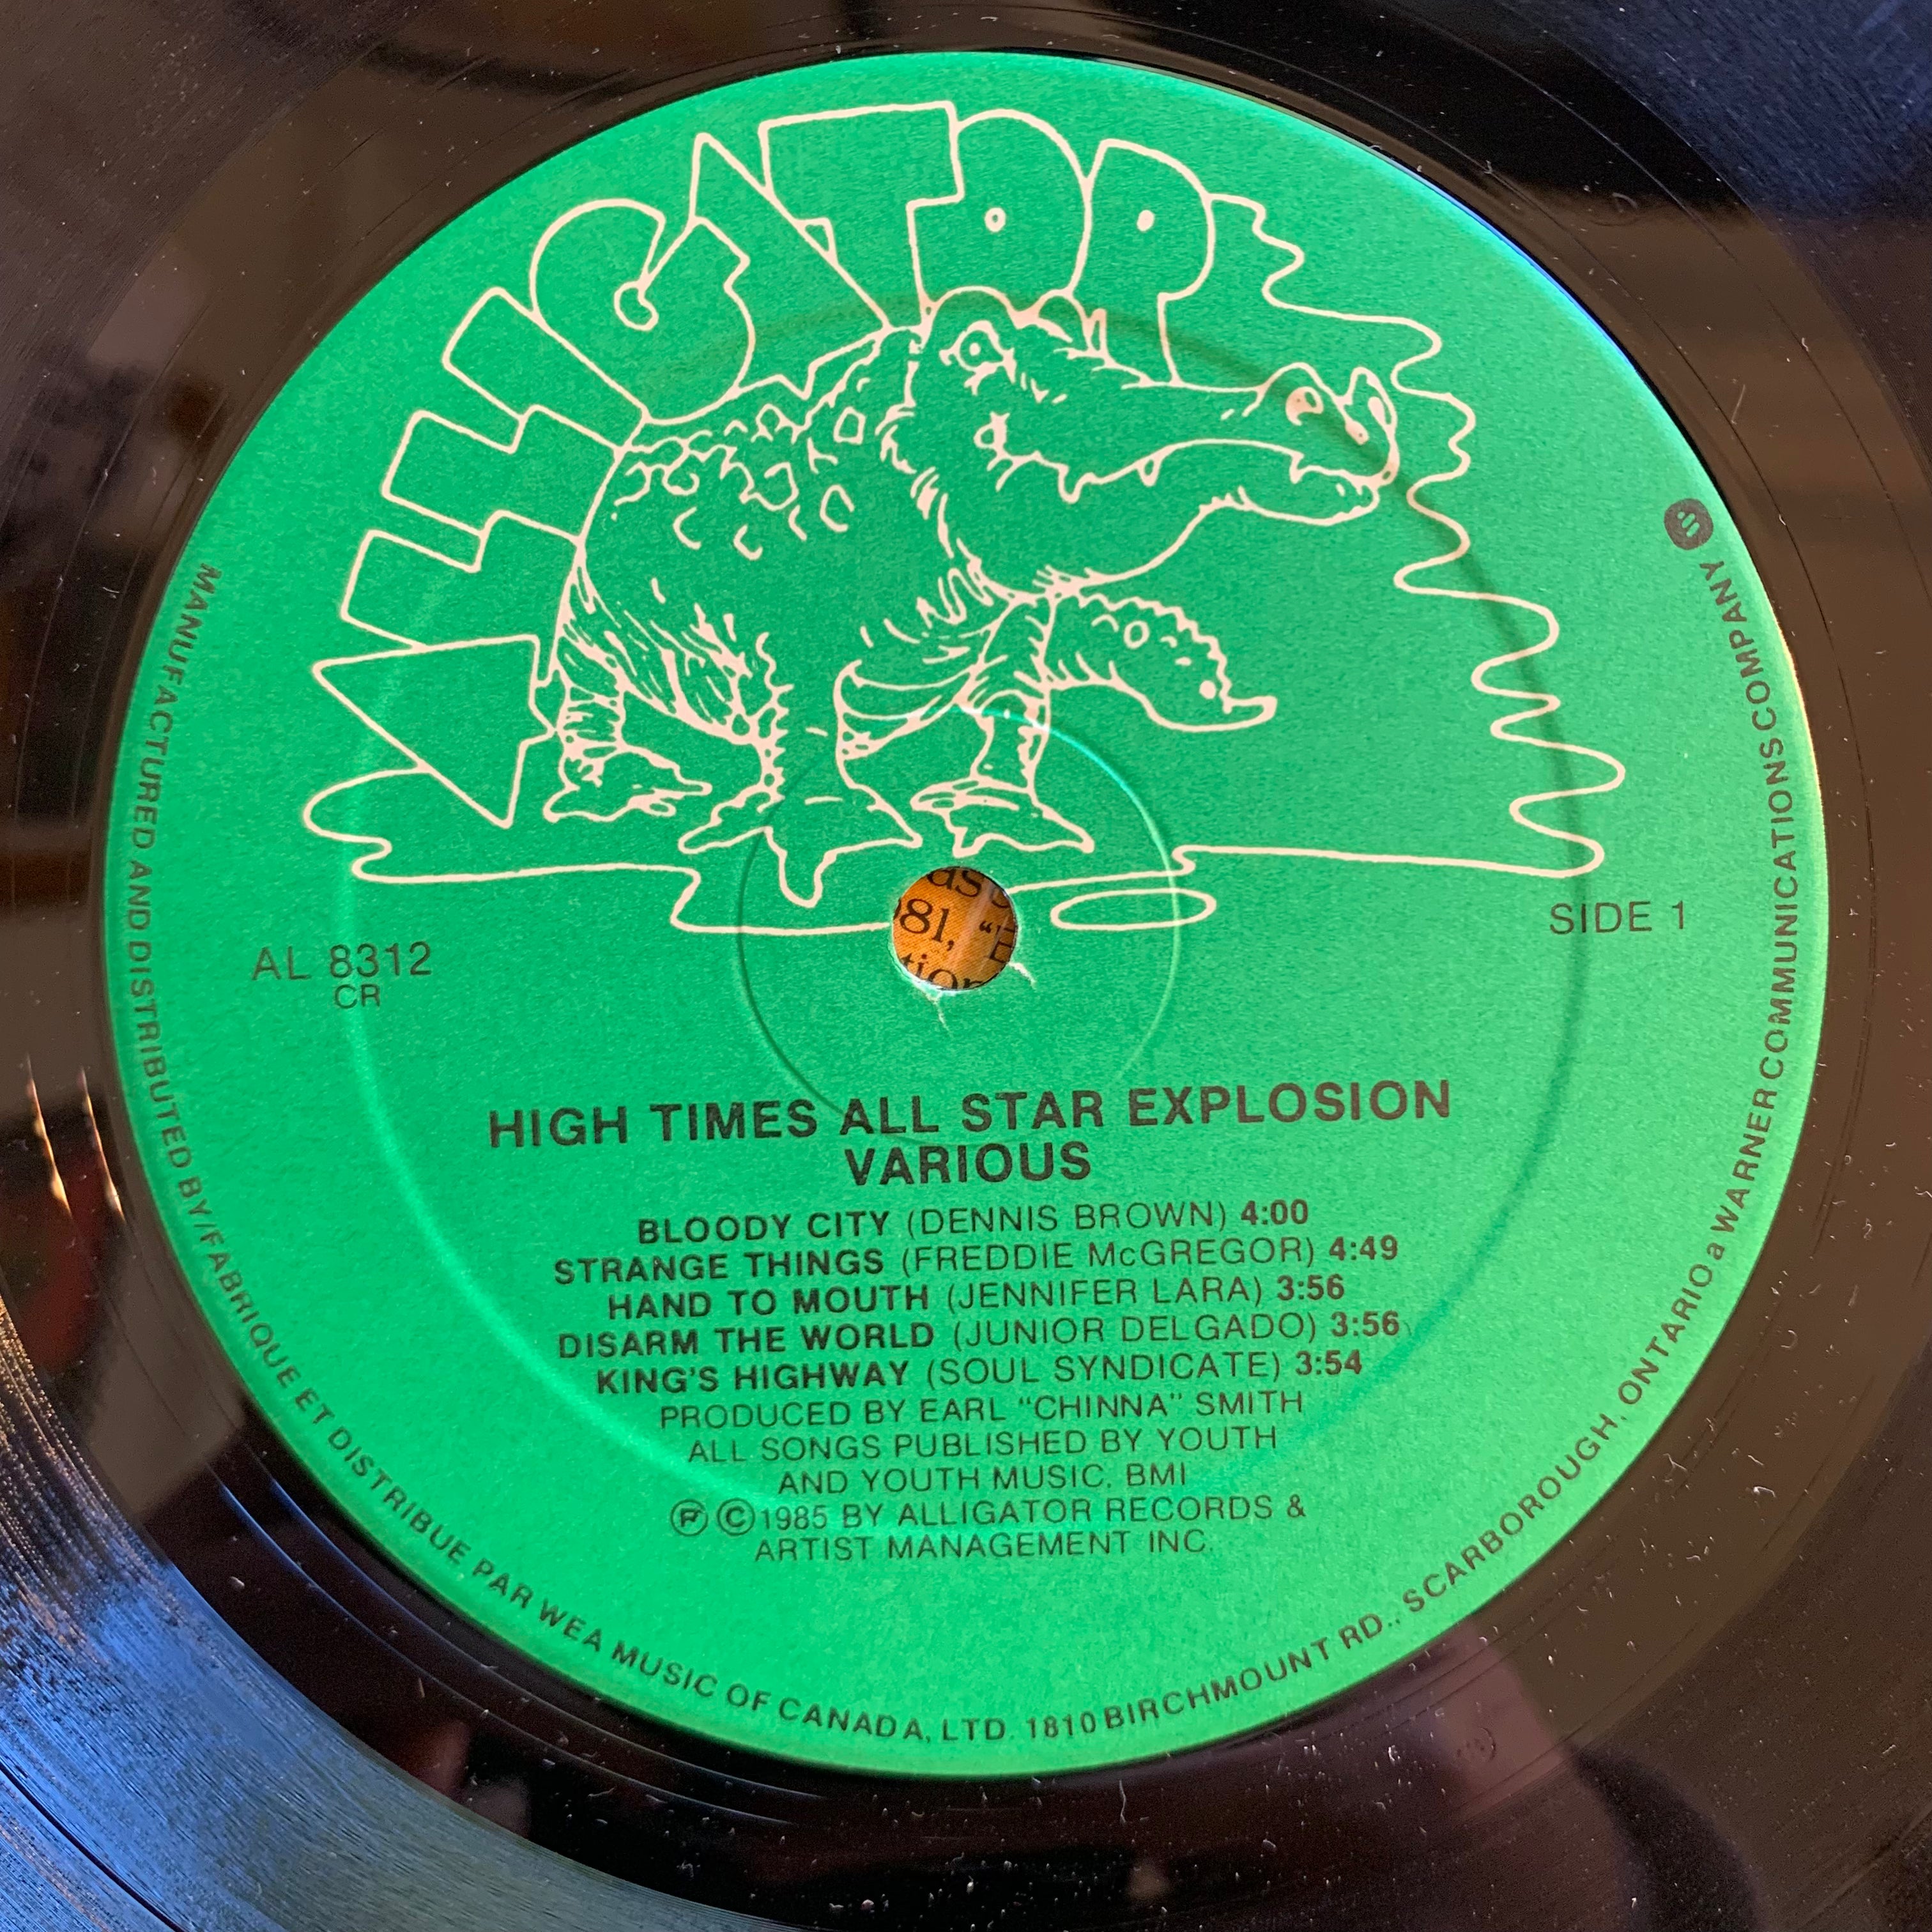 ALLIGATOR
AL 8312
CR
SIDE 1
HIGH TIMES ALL STAR EXPLOSION
VARIOUS
BLOODY CITY (DENNIS BROWN) 4:00
STRANGE THINGS (FREDDIE McGREGOR) 4:49
HAND TO MOUTH (JENNIFER LARA) 3:56
DISARM THE WORLD (JUNIOR DELGADO) 3:56
KING'S HIGHWAY (SOUL SYNDICATE) 3:54
PRODUCED BY EARL "CHINNA" SMITH
ALL SONGS PUBLISHED BY YOUTH
AND YOUTH MUSIC, BMI
Ⓟ©1985 BY ALLIGATOR RECORDS &
ARTIST MANAGEMENT INC.
MANUFACTURED AND DISTRIBUTED BY/FABRIQUE ET DISTRIBUE PAR WEA MUSIC OF CANADA, LTD. 1810 BIRCHMOUNT RD., SCARBOROUGH, ONTARIO a WARNER COMMUNICATIONS COMPANY
81,